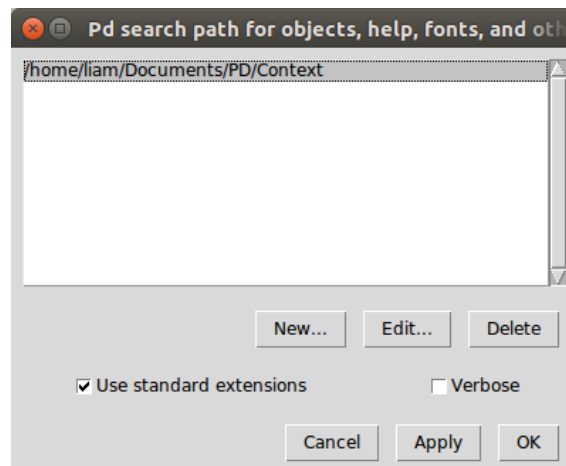 Pd search path for objects, help, fonts, and oth
/home/liam/Documents/PD/Context
New... Edit... Delete
Use standard extensions Verbose
Cancel Apply OK